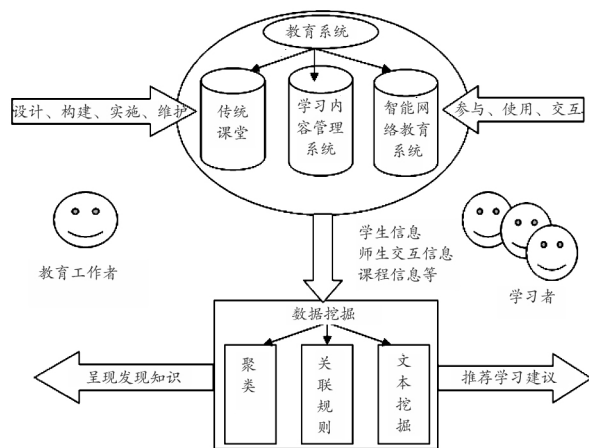 教育系统
设计、构建、实施、维护
传统
课堂
学习内
容管理
系统
智能网
络教育
系统
参与、使用、交互
学生信息
师生交互信息
课程信息等
教育工作者
学习者
数据挖掘
呈现发现知识
聚类
关联规则
文本挖掘
推荐学习建议